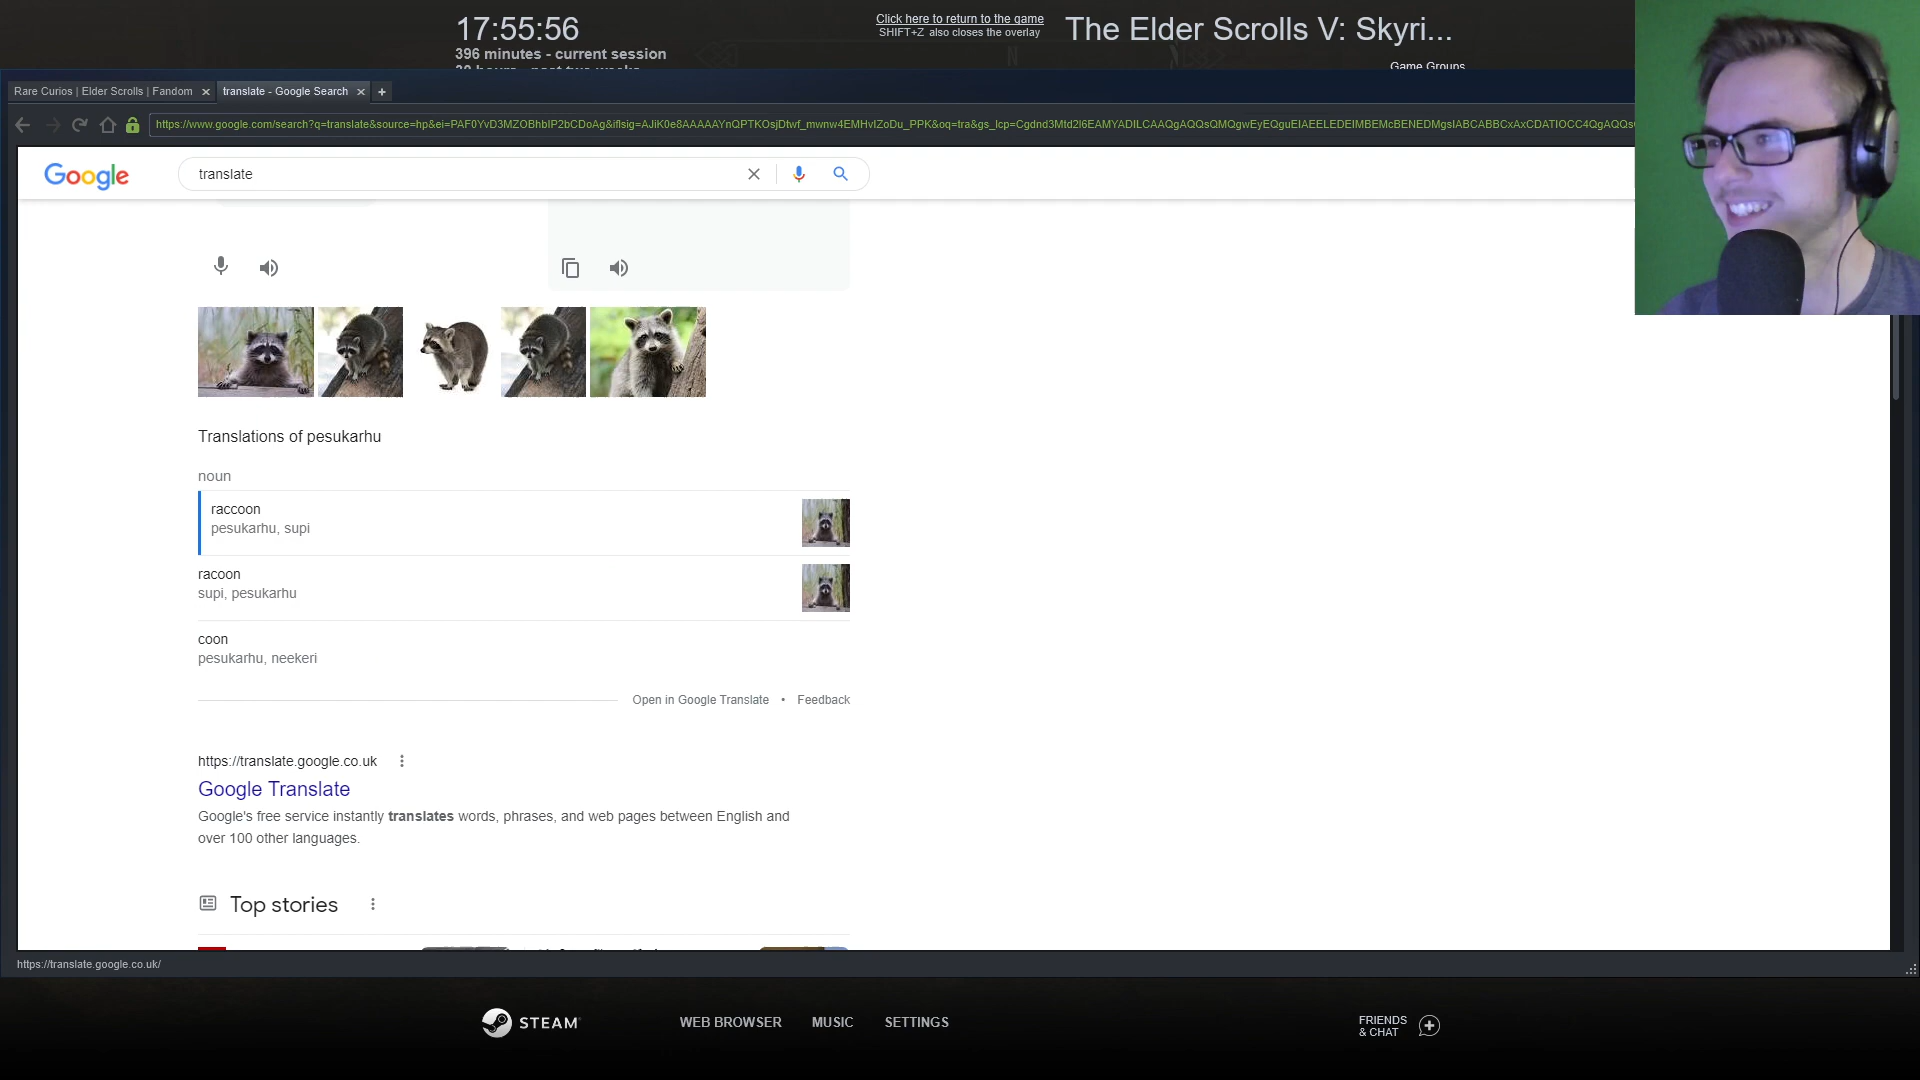 17:55:56
396 minutes - current session
Click here to return to the game
SHIFT+Z also closes the overlay
The Elder Scrolls V: Skyri...
Game Groups
Rare Curios | Elder Scrolls | Fandom
translate - Google Search
Google
translate
Translations of pesukarhu
noun
raccoon
pesukarhu, supi
racoon
supi, pesukarhu
coon
pesukarhu, neekeri
Open in Google Translate • Feedback
https://translate.google.co.uk
Google Translate
Google's free service instantly translates words, phrases, and web pages between English and
over 100 other languages.
Top stories
https://translate.google.co.uk/
STEAM
WEB BROWSER
MUSIC
SETTINGS
FRIENDS
& CHAT